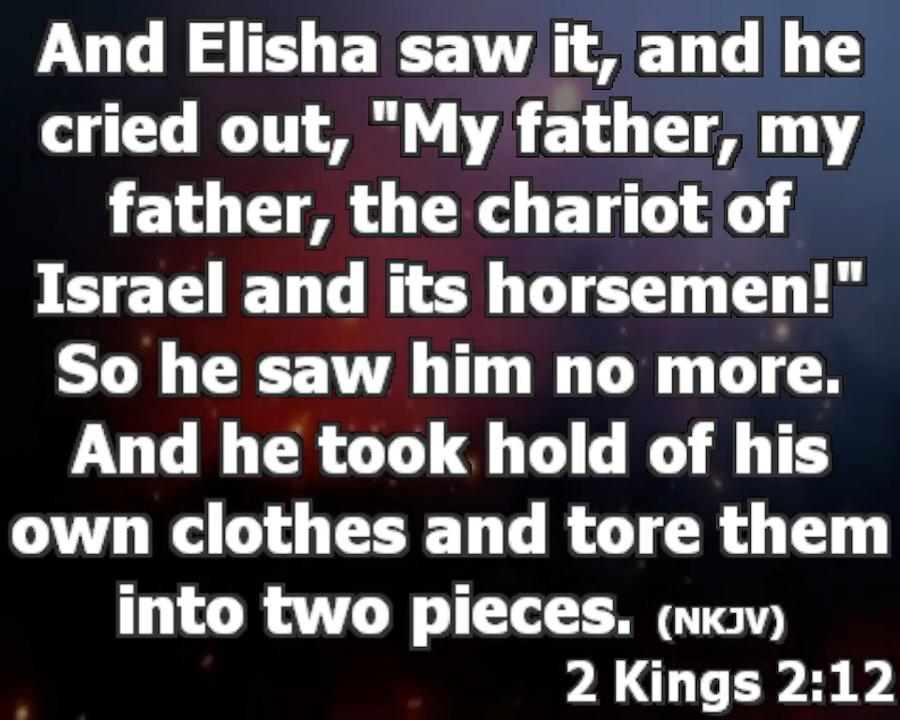 And Elisha saw it, and he
cried out, "My father, my
father, the chariot of
Israel and its horsemen!"
So he saw him no more.
And he took hold of his
own clothes and tore them
into two pieces. (NKJV)
2 Kings 2:12